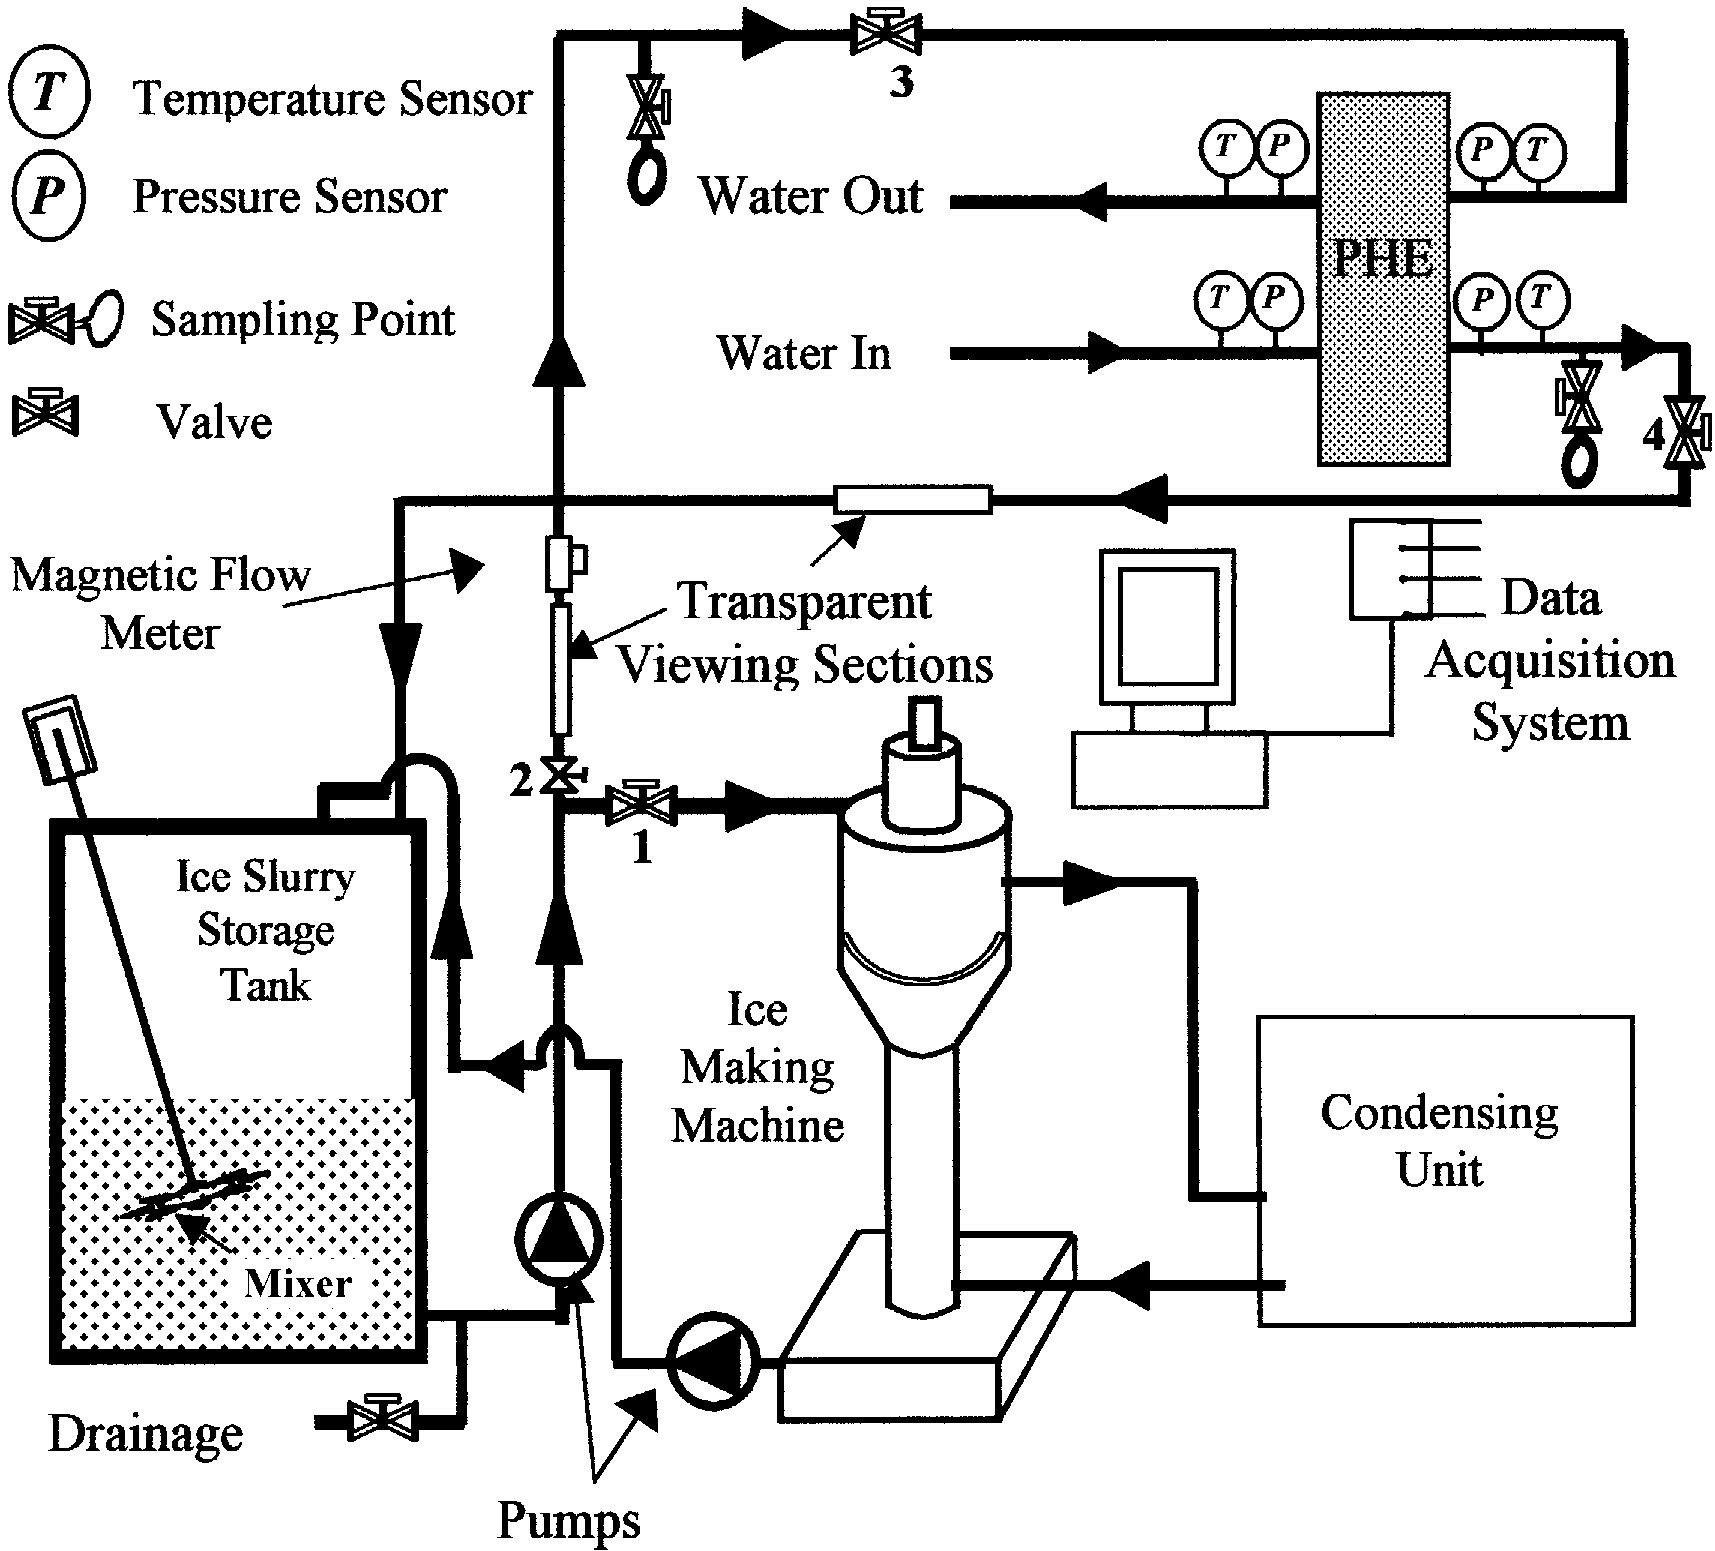 T Temperature Sensor
P Pressure Sensor
Sampling Point
Valve
3
T P
P T
Water Out
PHE
T P
P T
Water In
4
Magnetic Flow
Meter
Transparent
Viewing Sections
Data
Acquisition
System
2
1
Ice Slurry
Storage
Tank
Ice
Making
Machine
Condensing
Unit
Mixer
Drainage
Pumps